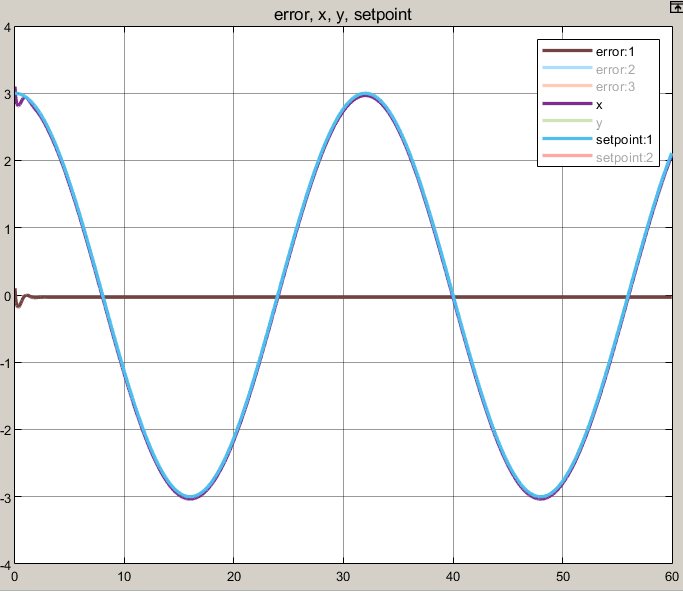 error, x, y, setpoint
4
3
2
1
0
-1
-2
-3
-4
0 10 20 30 40 50 60
error:1
error:2
error:3
x
y
setpoint:1
setpoint:2